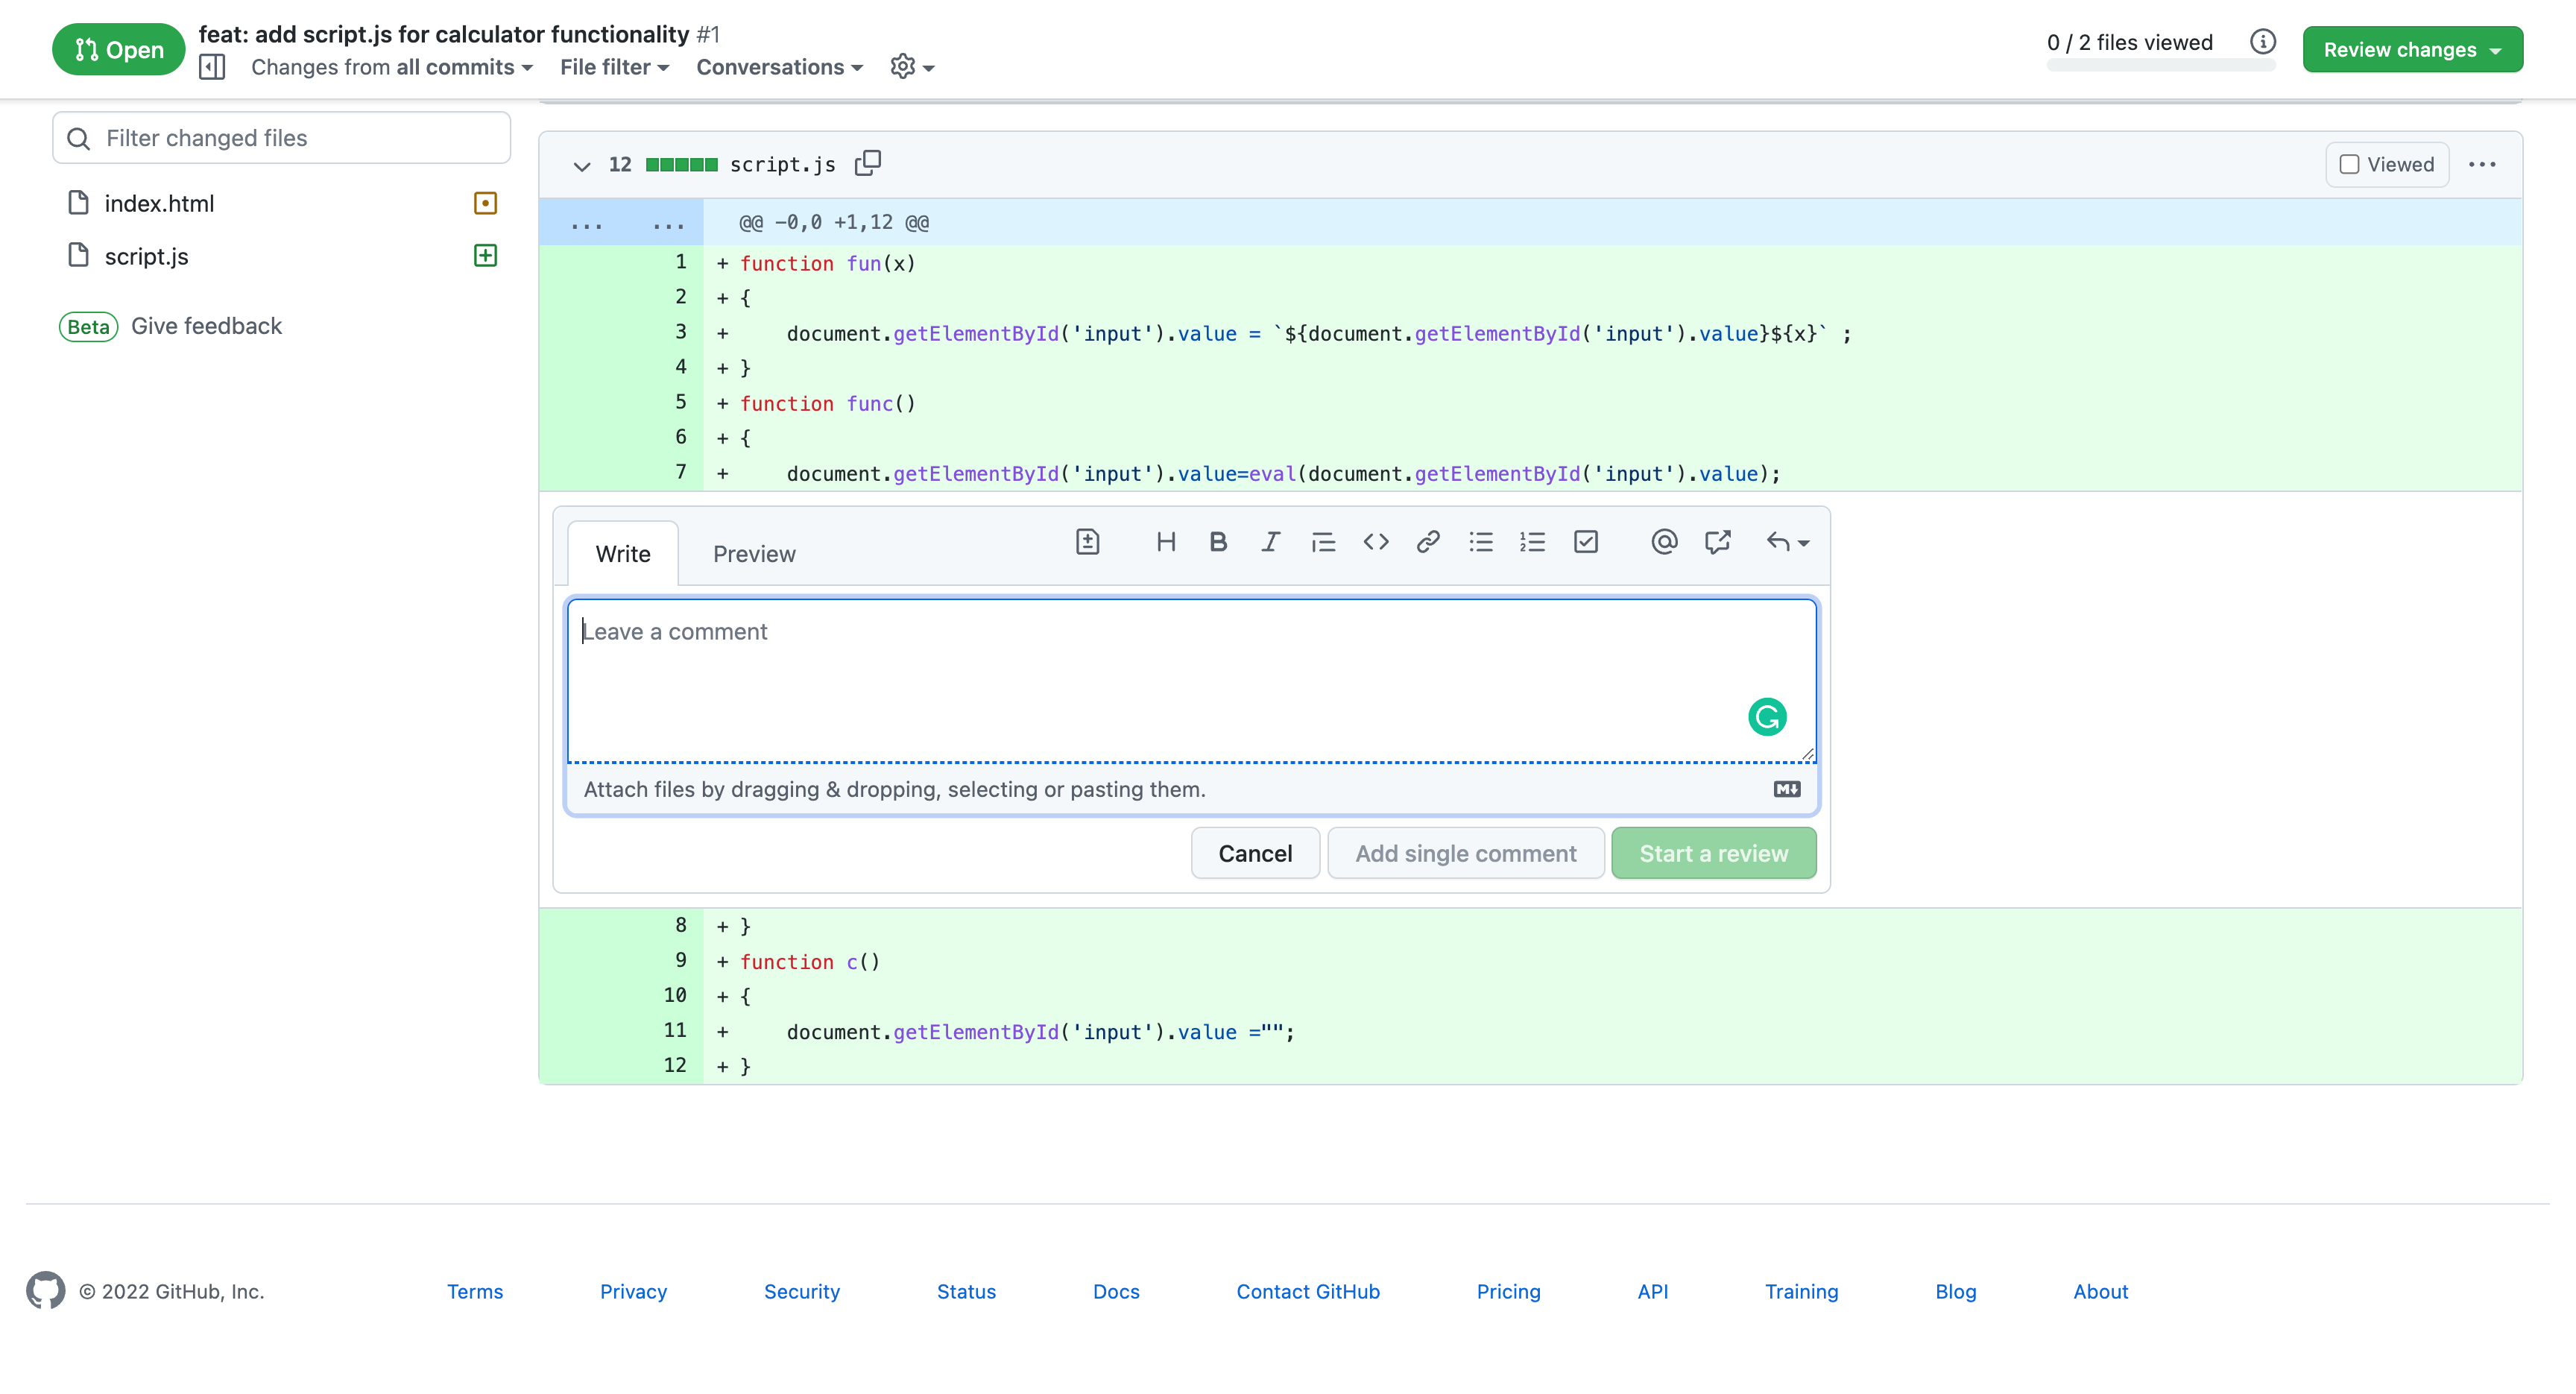 Open
feat: add script.js for calculator functionality #1
Changes from all commits File filter Conversations
0 / 2 files viewed
Review changes
Filter changed files
index.html
script.js
Beta Give feedback
12 script.js
Viewed
... ... @@ -0,0 +1,12 @@
1 + function fun(x)
2 + {
3 +     document.getElementById('input').value = `${document.getElementById('input').value}${x}` ;
4 + }
5 + function func()
6 + {
7 +     document.getElementById('input').value=eval(document.getElementById('input').value);
Write Preview
Leave a comment
Attach files by dragging & dropping, selecting or pasting them.
Cancel Add single comment Start a review
8 + }
9 + function c()
10 + {
11 +     document.getElementById('input').value ="";
12 + }
© 2022 GitHub, Inc. Terms Privacy Security Status Docs Contact GitHub Pricing API Training Blog About